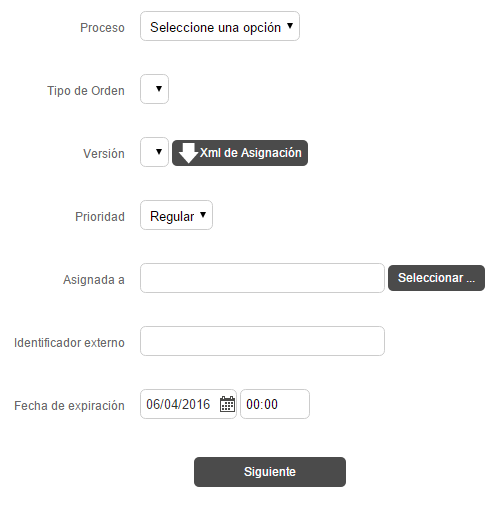 Proceso Seleccione una opción
Tipo de Orden
Versión Xml de Asignación
Prioridad Regular
Asignada a Seleccionar ...
Identificador externo
Fecha de expiración 06/04/2016 00:00
Siguiente